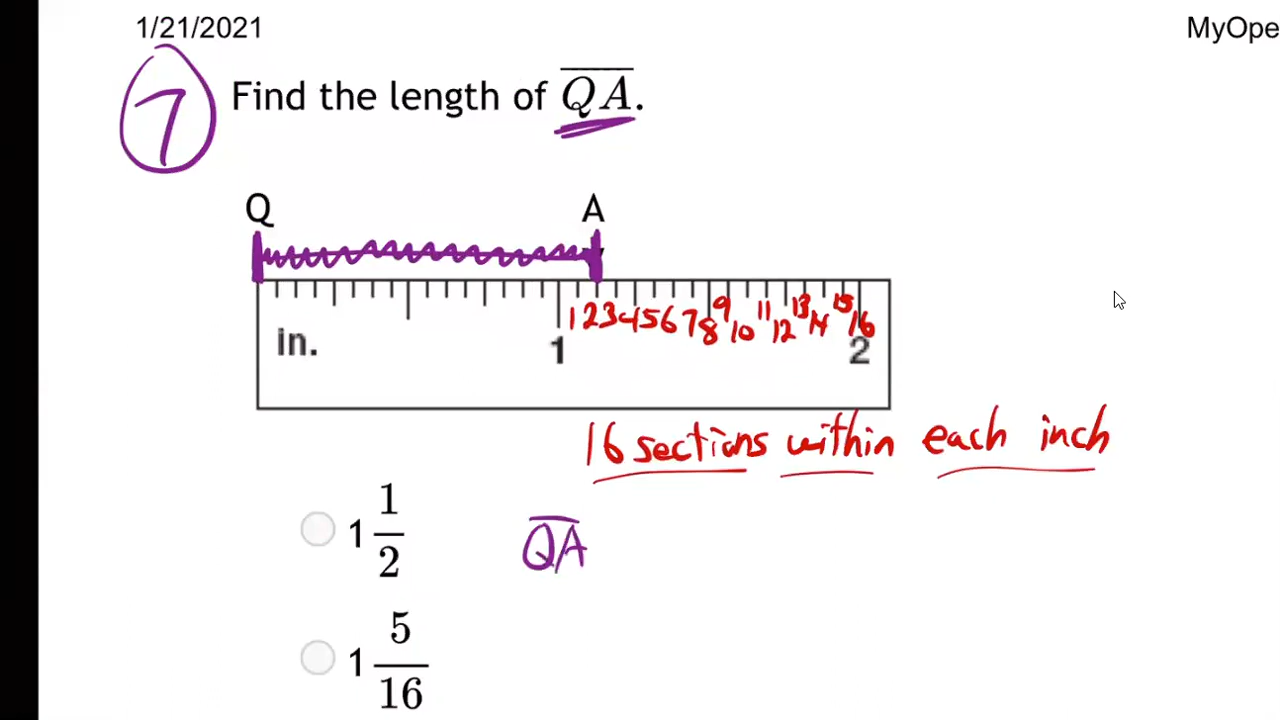 1/21/2021 MyOpe
7 Find the length of QA.
Q A
1 2 3 4 5 6 7 8 9 10 11 12 13 14 15 16
in. 1 2
16 sections within each inch
1 1/2 QA
1 5/16